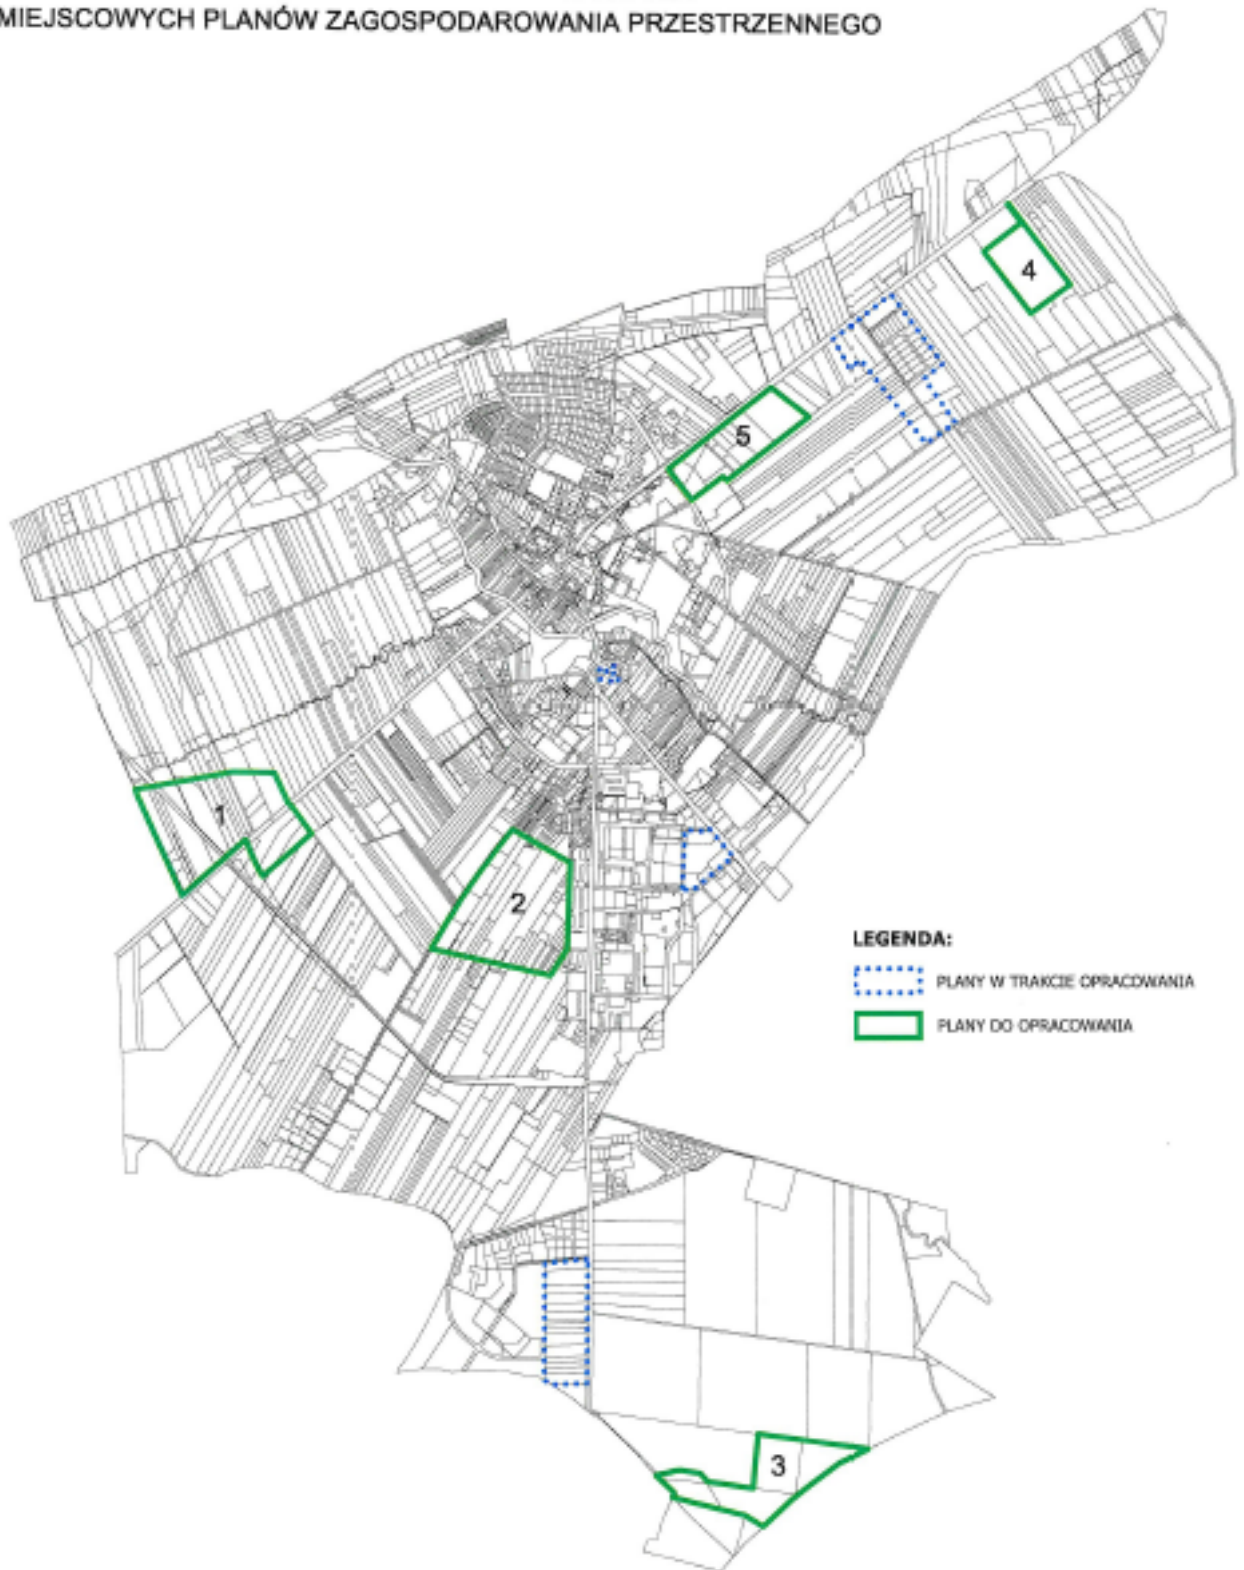 MIEJSCOWYCH PLANÓW ZAGOSPODAROWANIA PRZESTRZENNEGO
4
5
1
2
LEGENDA:
PLANY W TRAKCIE OPRACOWANIA
PLANY DO OPRACOWANIA
3